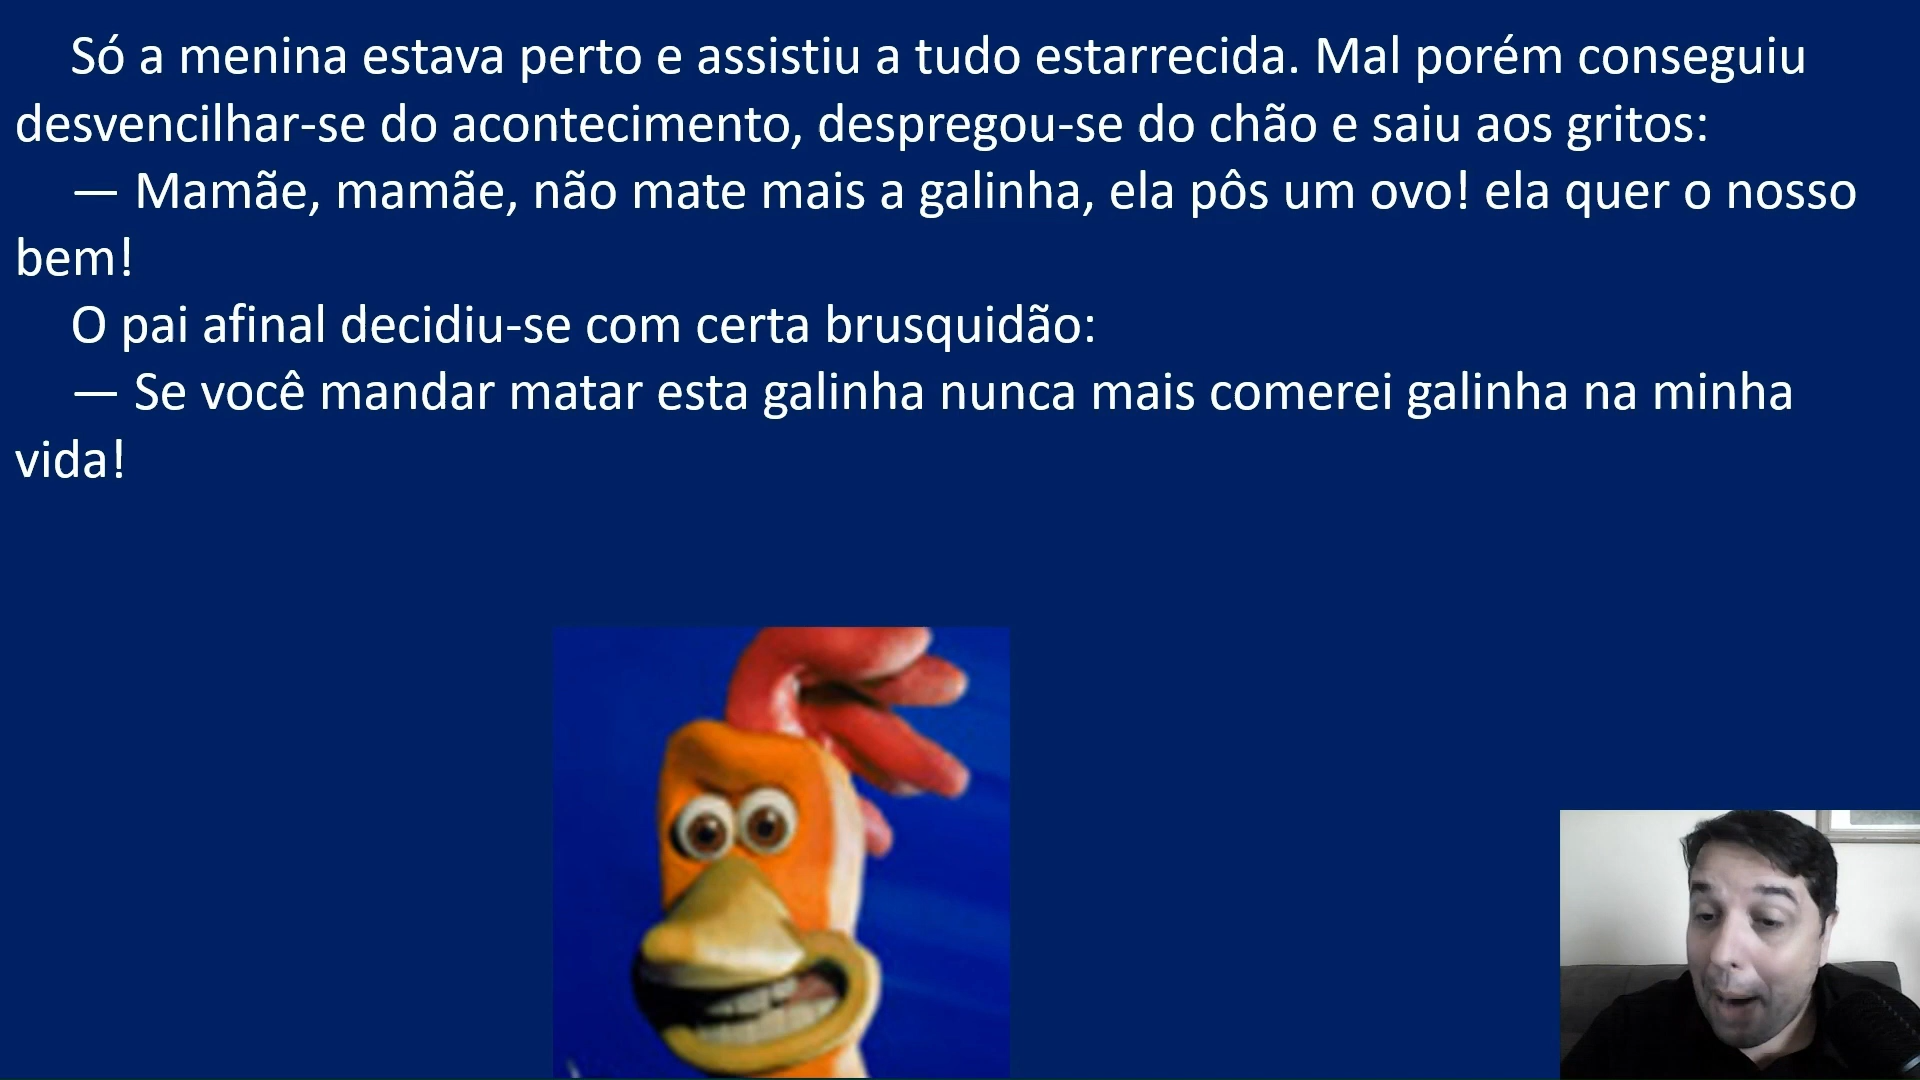 Só a menina estava perto e assistiu a tudo estarrecida. Mal porém conseguiu
desvencilhar-se do acontecimento, despregou-se do chão e saiu aos gritos:
— Mamãe, mamãe, não mate mais a galinha, ela pôs um ovo! ela quer o nosso
bem!
O pai afinal decidiu-se com certa brusquidão:
— Se você mandar matar esta galinha nunca mais comerei galinha na minha
vida!